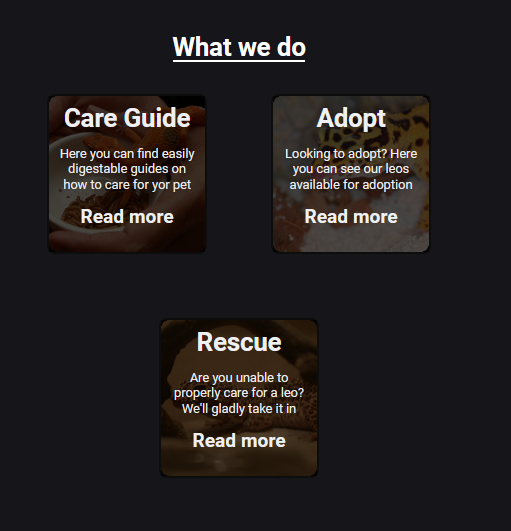 What we do
Care Guide
Here you can find easily
digestable guides on
how to care for yor pet
Read more
Adopt
Looking to adopt? Here
you can see our leos
available for adoption
Read more
Rescue
Are you unable to
properly care for a leo?
We'll gladly take it in
Read more